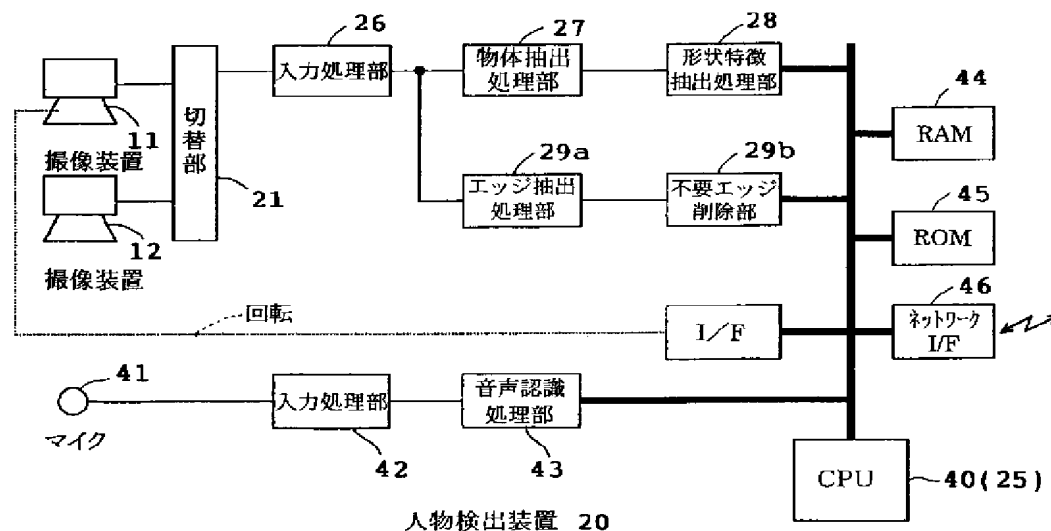 26
27
28
入力処理部
物体抽出
処理部
形状特徴
抽出処理部
44
RAM
11
撮像装置
切替部
21
29a
29b
エッジ抽出
処理部
不要エッジ
削除部
45
ROM
12
撮像装置
46
回転
I/F
ネットワーク
I/F
41
マイク
入力処理部
42
音声認識
処理部
43
CPU
40(25)
人物検出装置 20